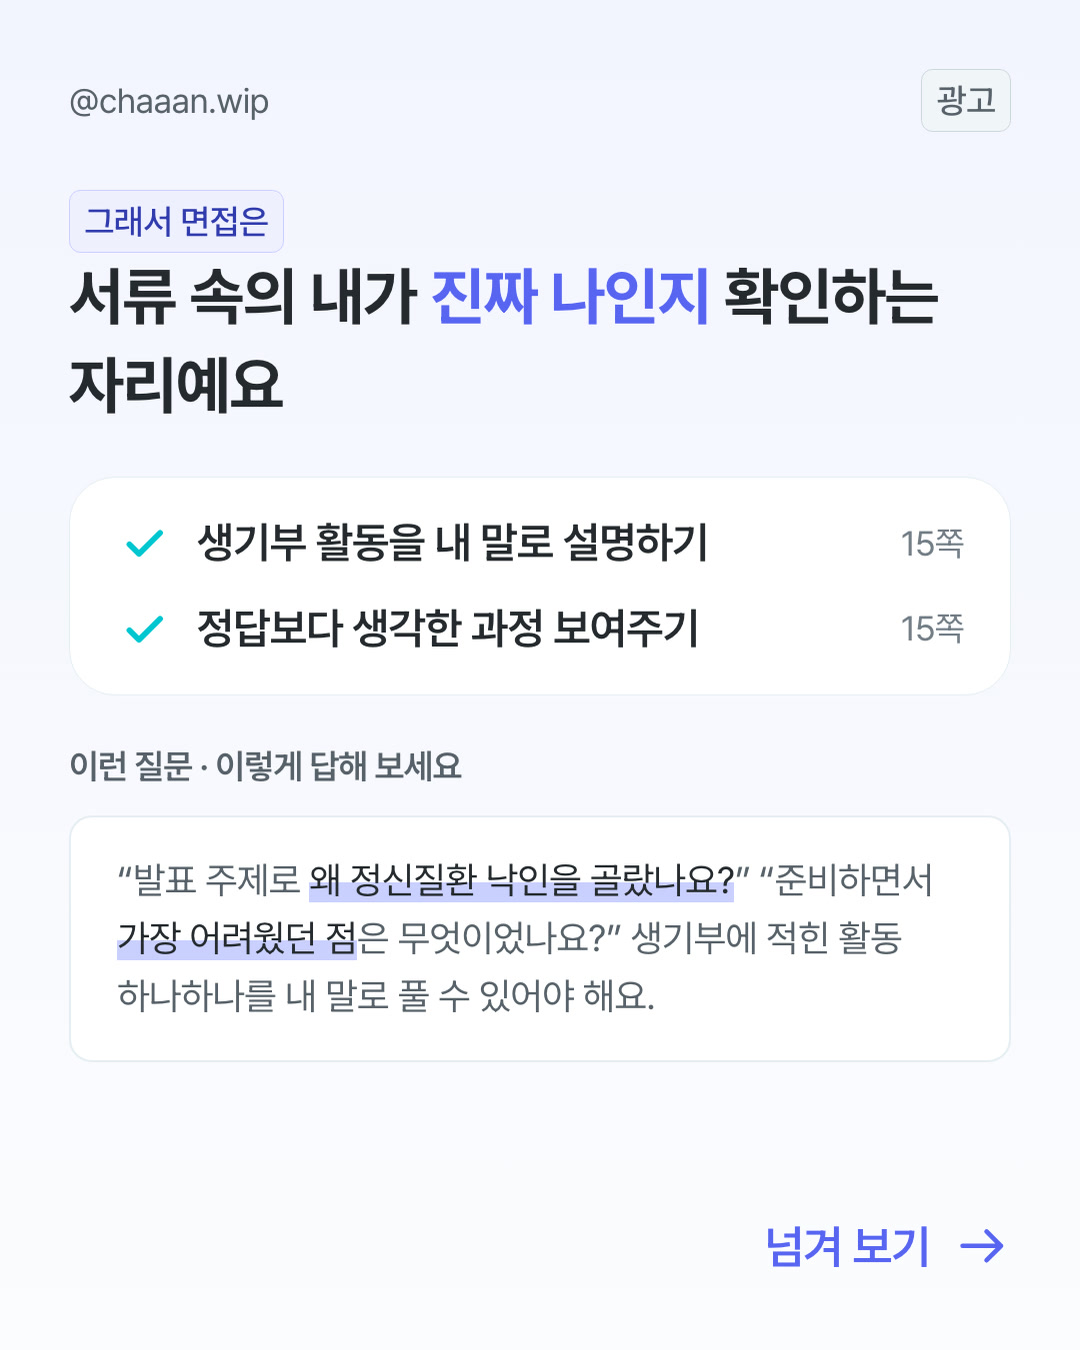 @chaaan.wip
광고
그래서 면접은
서류 속의 내가 진짜 나인지 확인하는
자리예요
생기부 활동을 내 말로 설명하기 15쪽
정답보다 생각한 과정 보여주기 15쪽
이런 질문 · 이렇게 답해 보세요
“발표 주제로 왜 정신질환 낙인을 골랐나요?” “준비하면서
가장 어려웠던 점은 무엇이었나요?” 생기부에 적힌 활동
하나하나를 내 말로 풀 수 있어야 해요.
넘겨 보기 →